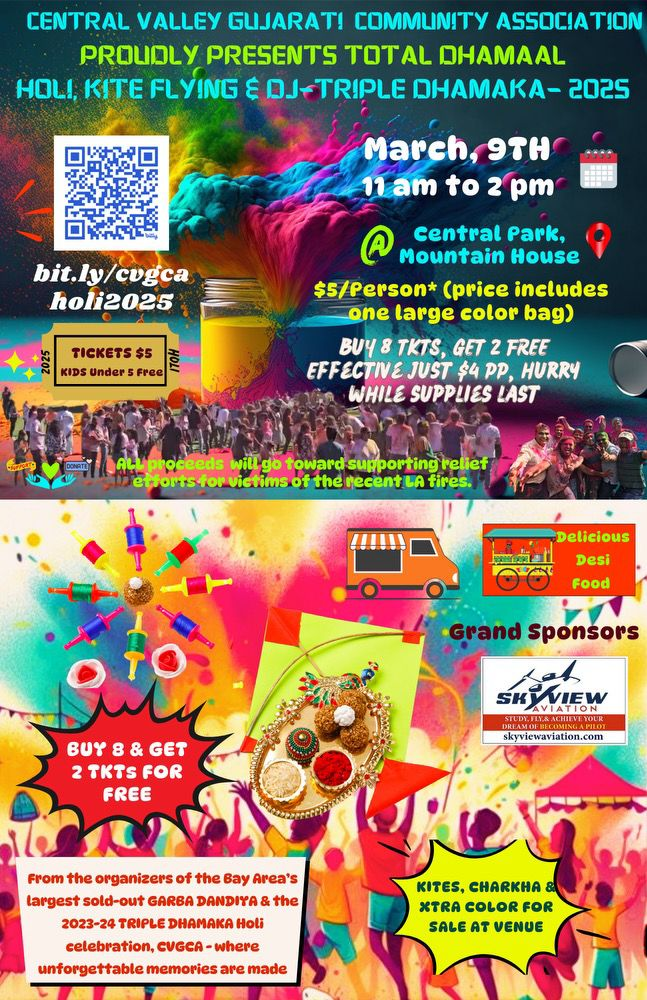 CENTRAL VALLEY GUJARATI COMMUNITY ASSOCIATION
PROUDLY PRESENTS TOTAL DHAMAAL
HOLI, KITE FLYING & DJ-TRIPLE DHAMAKA- 2025
March, 9TH
11 am to 2 pm
@ Central Park,
Mountain House
bit.ly/cvgca
holi2025
$5/Person* (price includes
one large color bag)
2025
TICKETS $5
KIDS Under 5 Free
HOLI
BUY 8 TKTS, GET 2 FREE
EFFECTIVE JUST $4 PP, HURRY
WHILE SUPPLIES LAST
DONATE
ALL proceeds will go toward supporting relief
efforts for victims of the recent LA fires.
Delicious
Desi
Food
Grand Sponsors
SKYVIEW
AVIATION
STUDY, FLY,& ACHIEVE YOUR
DREAM OF BECOMING A PILOT
skyviewaviation.com
BUY 8 & GET
2 TKTs FOR
FREE
From the organizers of the Bay Area's
largest sold-out GARBA DANDIYA & the
2023-24 TRIPLE DHAMAKA Holi
celebration, CVGCA - where
unforgettable memories are made
KITES, CHARKHA &
XTRA COLOR FOR
SALE AT VENUE